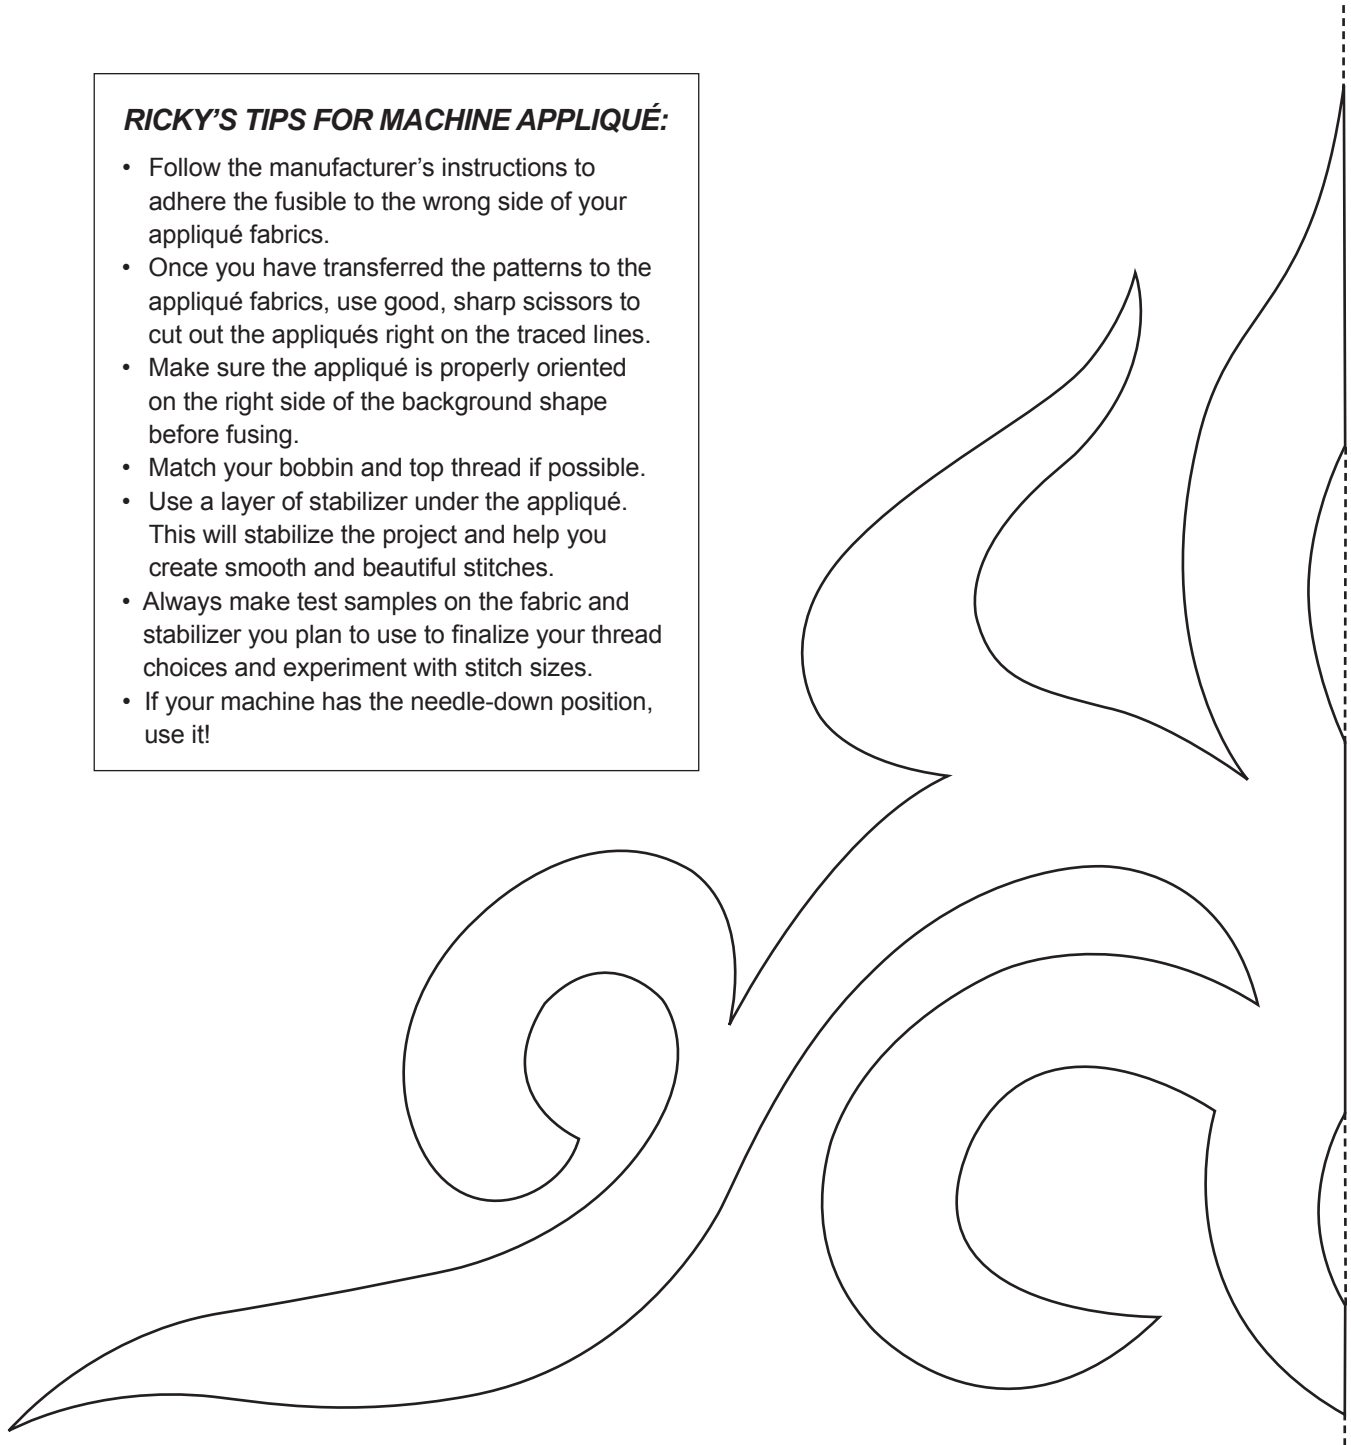 RICKY’S TIPS FOR MACHINE APPLIQUÉ:
• Follow the manufacturer’s instructions to
adhere the fusible to the wrong side of your
appliqué fabrics.
• Once you have transferred the patterns to the
appliqué fabrics, use good, sharp scissors to
cut out the appliqués right on the traced lines.
• Make sure the appliqué is properly oriented
on the right side of the background shape
before fusing.
• Match your bobbin and top thread if possible.
• Use a layer of stabilizer under the appliqué.
This will stabilize the project and help you
create smooth and beautiful stitches.
• Always make test samples on the fabric and
stabilizer you plan to use to finalize your thread
choices and experiment with stitch sizes.
• If your machine has the needle-down position,
use it!